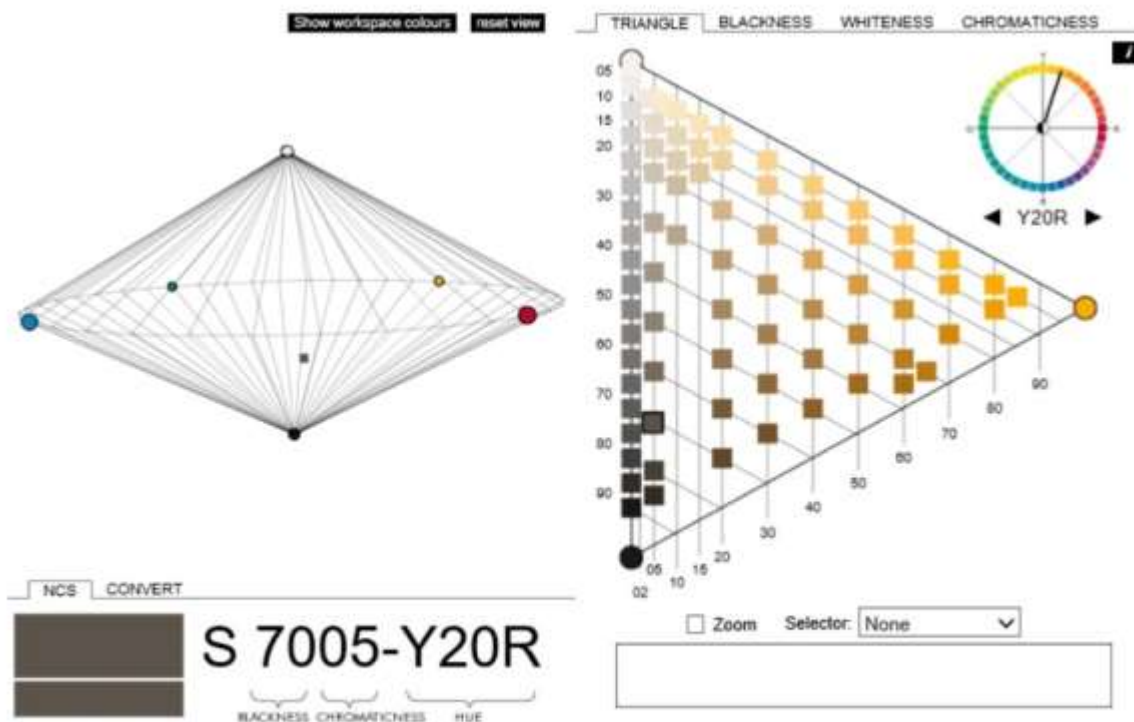 Show workspace colours reset view
TRIANGLE BLACKNESS WHITENESS CHROMATICNESS
i
05
10
15
20
30
40
50
60
70
80
90
Y20R
90
80
70
60
50
40
30
20
15
10
05
02
NCS CONVERT
S 7005-Y20R
BLACKNESS CHROMATICNESS HUE
Zoom Selector: None